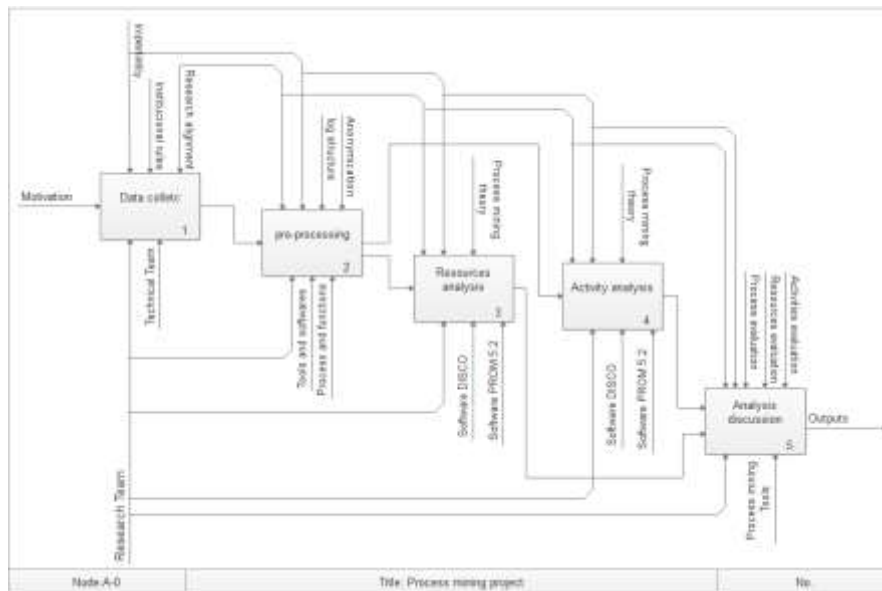 Impartiality
Instrucional rules
Research alignment
log structure
Anonymization
Motivation
Data colletc
1
Technical Team
pre-processing
2
Tools and softwares
Process and functions
Process mining
theory
Resources
analysis
3
Software DISCO
Software PROM 5.2
Process mining
theory
Activity analysis
4
Software DISCO
Software PROM 5.2
Process evaluation
Resources evaluation
Activities evaluation
Analysis
discussion
5
Outputs
Process mining
Tools
Research Team
Node:A-0
Title: Process mining project
No.